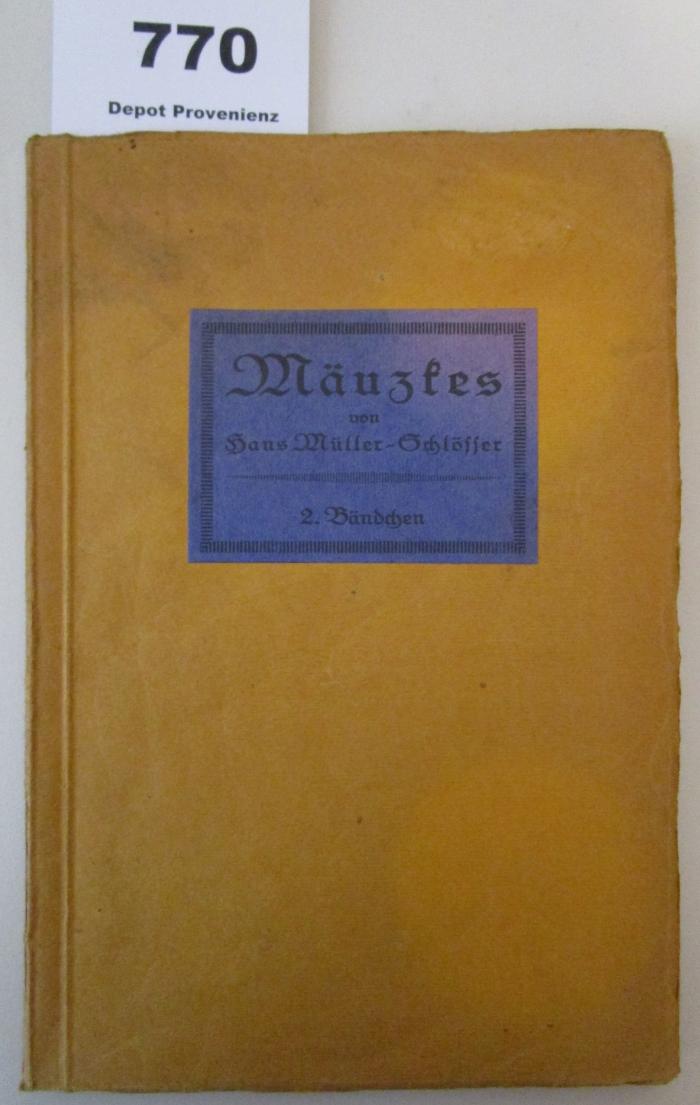 770
Depot Provenienz
Mäuzkes
von
Hans Müller-Schlösser
2. Bändchen